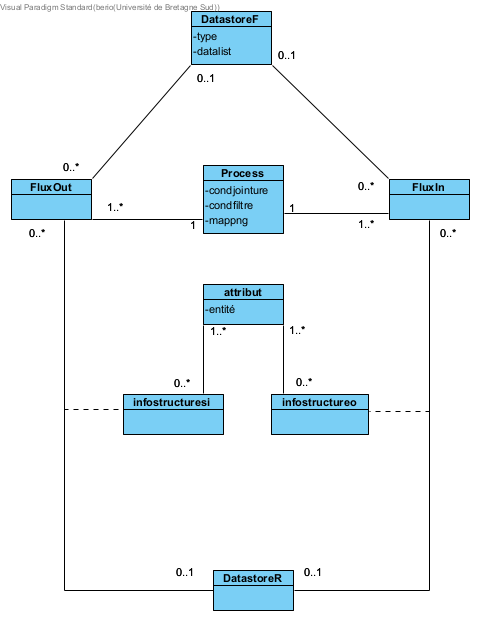 Visual Paradigm Standard(berio(Université de Bretagne Sud))
DatastoreF
-type
-datalist
0..1
0..1
0..*
FluxOut
Process
-condjointure
-condfiltre
-mappng
0..*
FluxIn
1..*
1
1
1..*
0..*
0..*
attribut
-entité
1..*
1..*
0..*
0..*
infostructuresi
infostructureo
0..1
0..1
DatastoreR